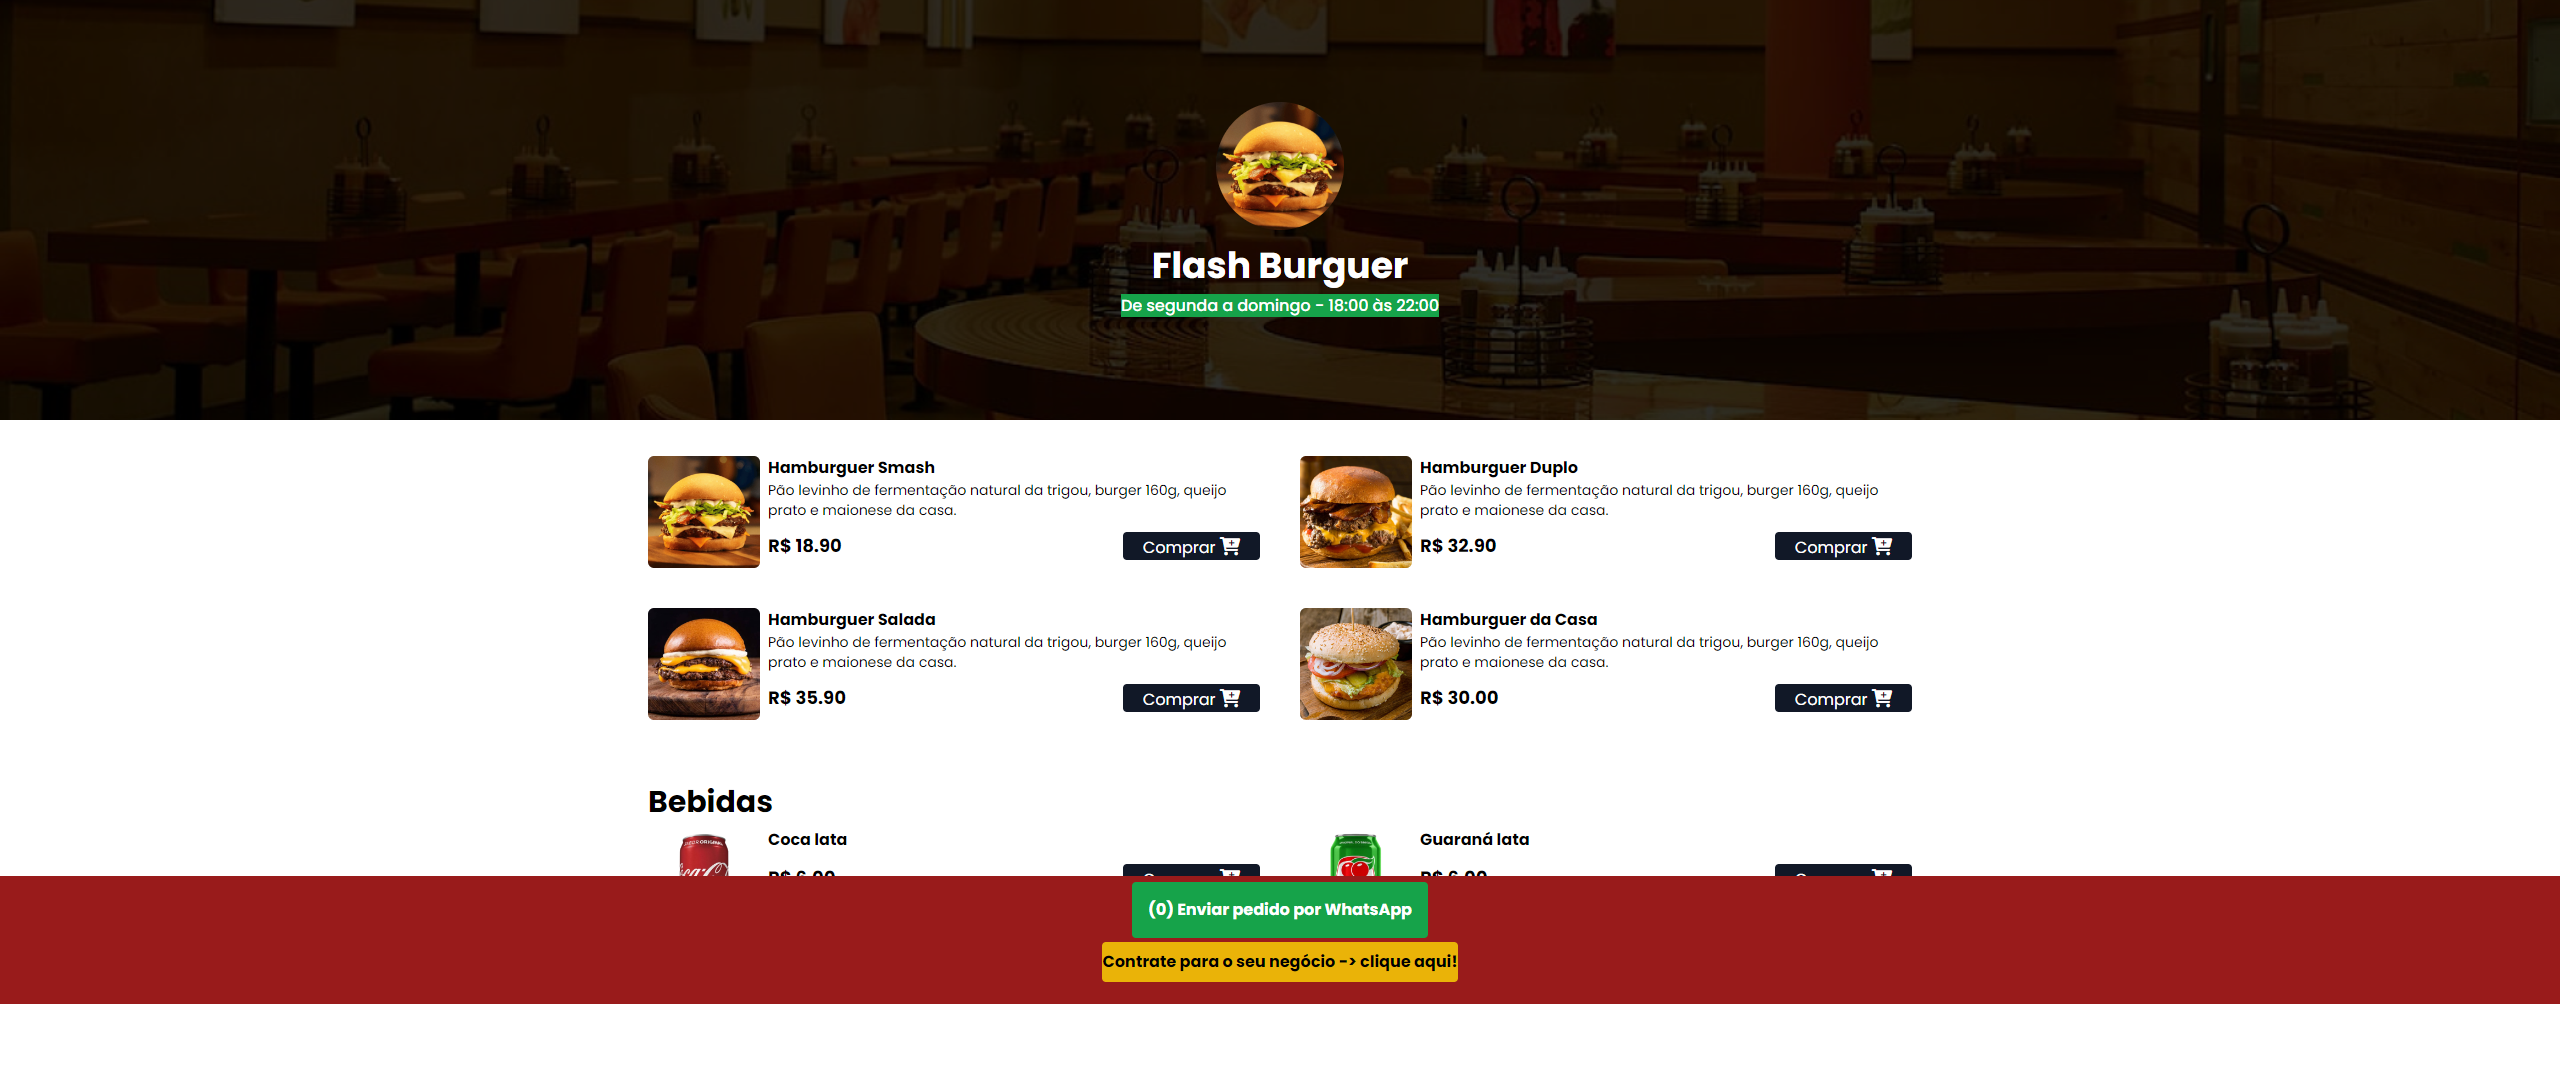 Flash Burguer
De segunda a domingo - 18:00 às 22:00
Hamburguer Smash
Pão levinho de fermentação natural da trigou, burger 160g, queijo
prato e maionese da casa.
R$ 18.90
Comprar
Hamburguer Duplo
Pão levinho de fermentação natural da trigou, burger 160g, queijo
prato e maionese da casa.
R$ 32.90
Comprar
Hamburguer Salada
Pão levinho de fermentação natural da trigou, burger 160g, queijo
prato e maionese da casa.
R$ 35.90
Comprar
Hamburguer da Casa
Pão levinho de fermentação natural da trigou, burger 160g, queijo
prato e maionese da casa.
R$ 30.00
Comprar
Bebidas
Coca lata
R$ 6.00
Guaraná lata
R$ 6.00
(0) Enviar pedido por WhatsApp
Contrate para o seu negócio -> clique aqui!